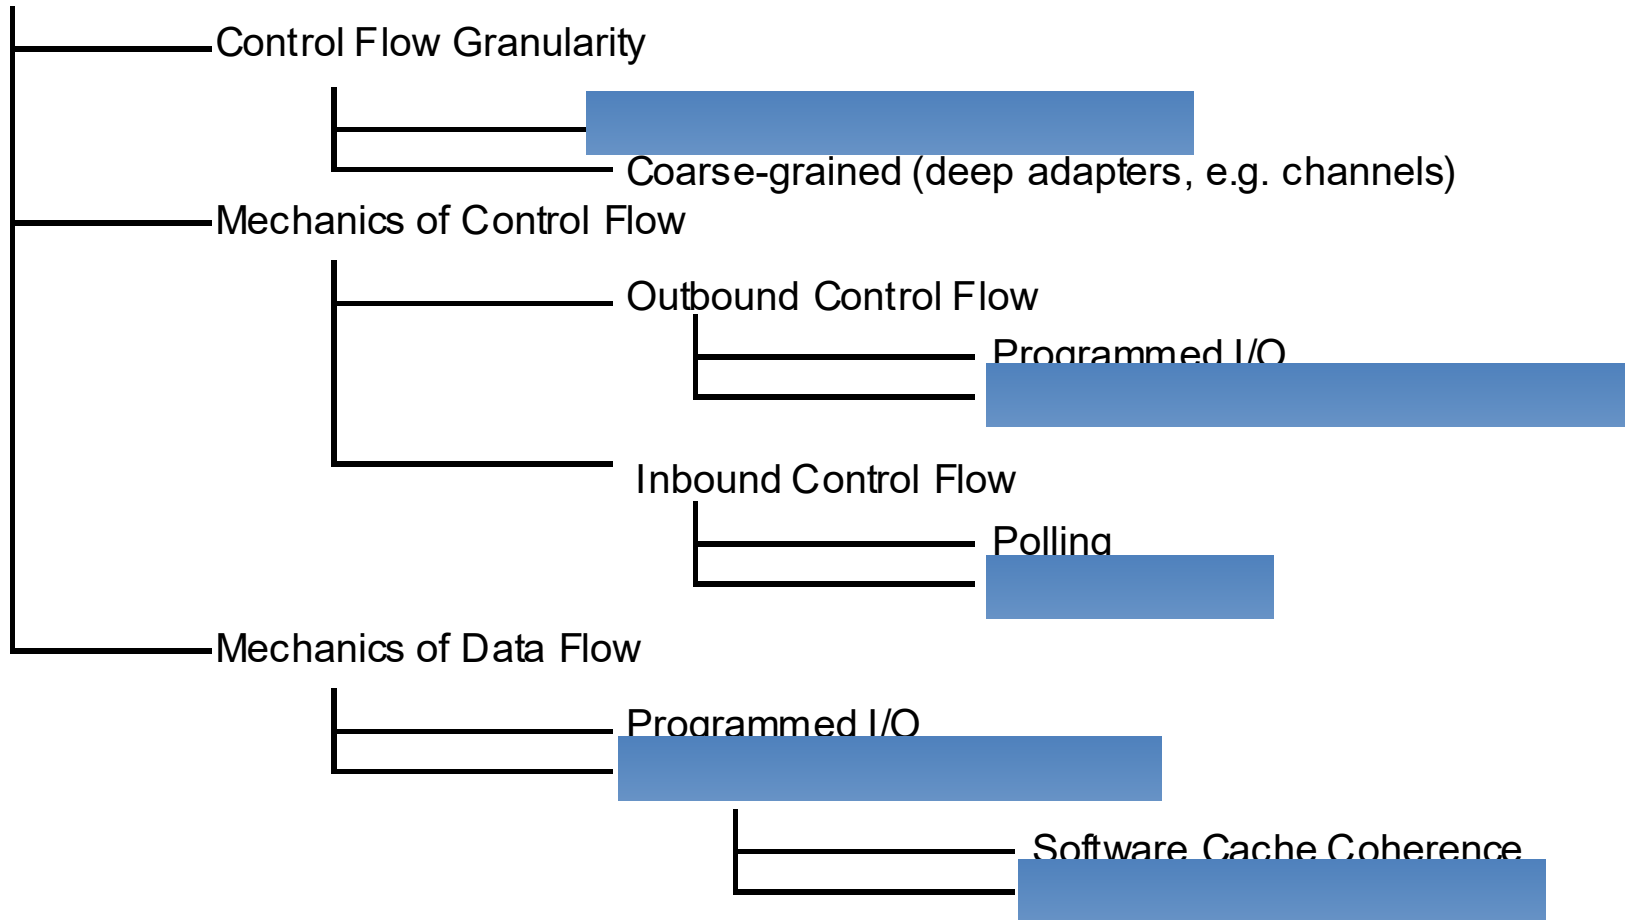 Control Flow Granularity
Coarse-grained (deep adapters, e.g. channels)
Mechanics of Control Flow
Outbound Control Flow
Programmed I/O
Inbound Control Flow
Polling
Mechanics of Data Flow
Programmed I/O
Software Cache Coherence